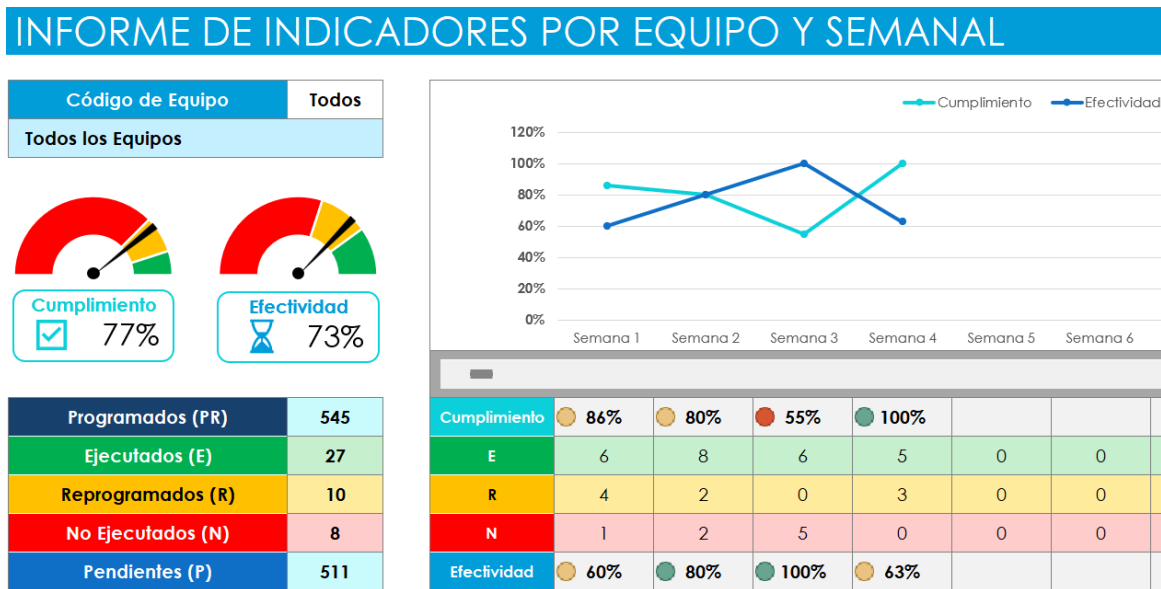 INFORME DE INDICADORES POR EQUIPO Y SEMANAL
Código de Equipo Todos
Todos los Equipos
Cumplimiento
77%
Efectividad
73%
Programados (PR) 545
Ejecutados (E) 27
Reprogramados (R) 10
No Ejecutados (N) 8
Pendientes (P) 511
Cumplimiento Efectividad
120%
100%
80%
60%
40%
20%
0%
Semana 1 Semana 2 Semana 3 Semana 4 Semana 5 Semana 6
Cumplimiento 86% 80% 55% 100%
E 6 8 6 5 0 0
R 4 2 0 3 0 0
N 1 2 5 0 0 0
Efectividad 60% 80% 100% 63%